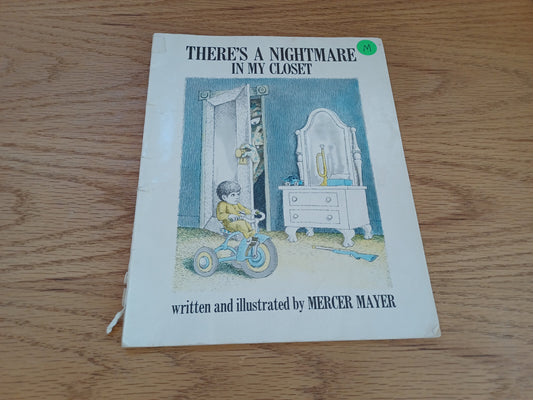 THERE'S A NIGHTMARE
IN MY CLOSET
M
written and illustrated by MERCER MAYER